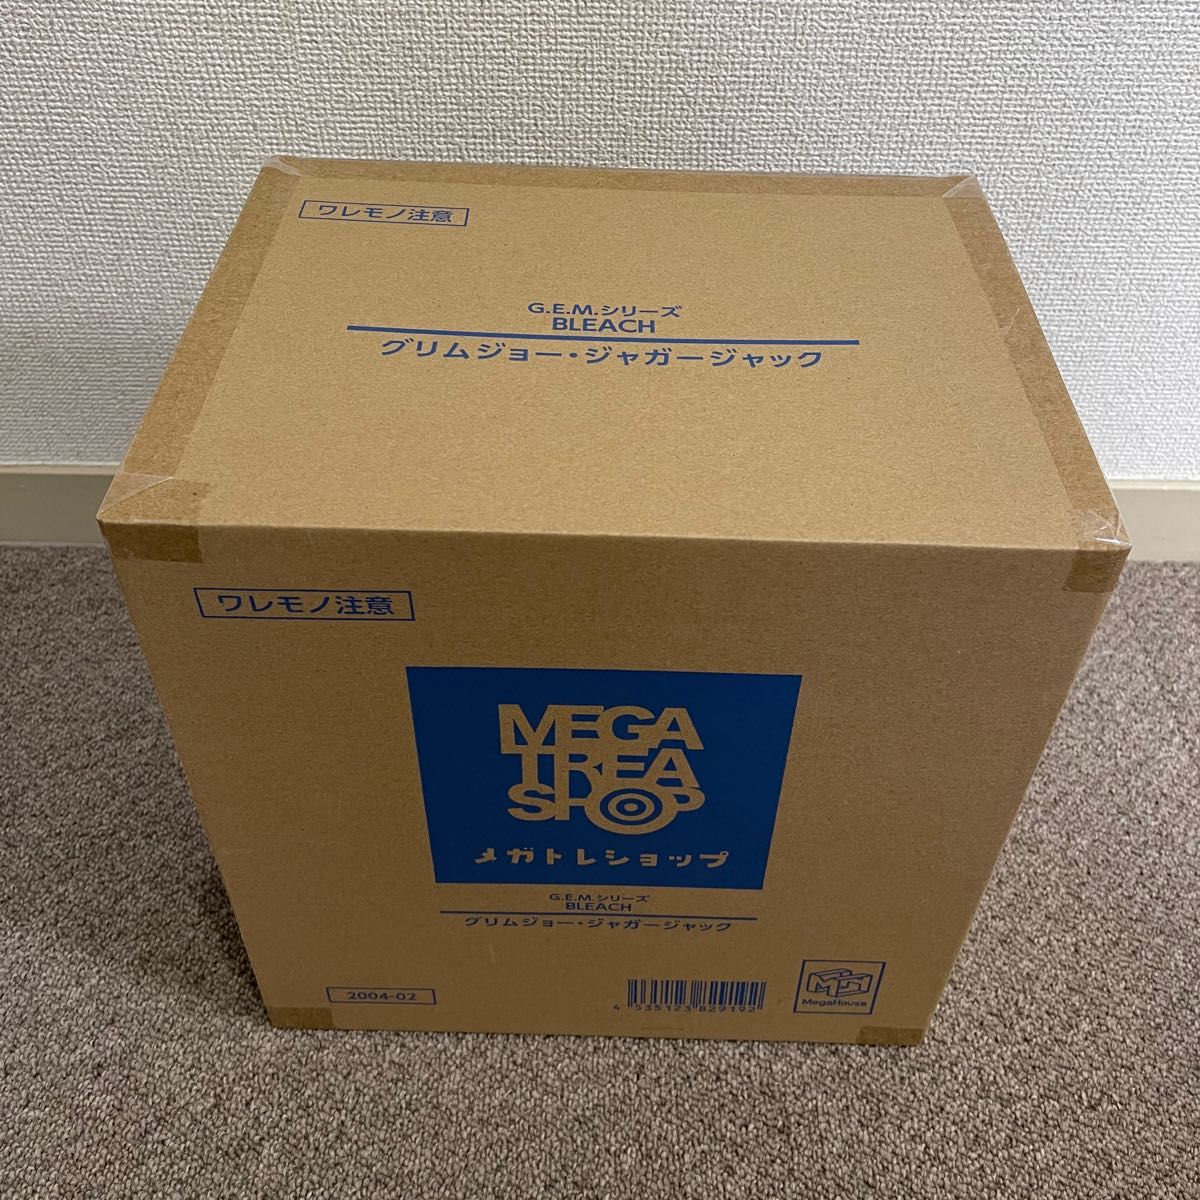 ワレモノ注意
G.E.M.シリーズ
BLEACH
グリムジョー・ジャガージャック
ワレモノ注意
MEGA
TREA
SHOP
メガトレショップ
G.E.M.シリーズ
BLEACH
グリムジョー・ジャガージャック
2004-02
4 535123 829192
MegaHouse